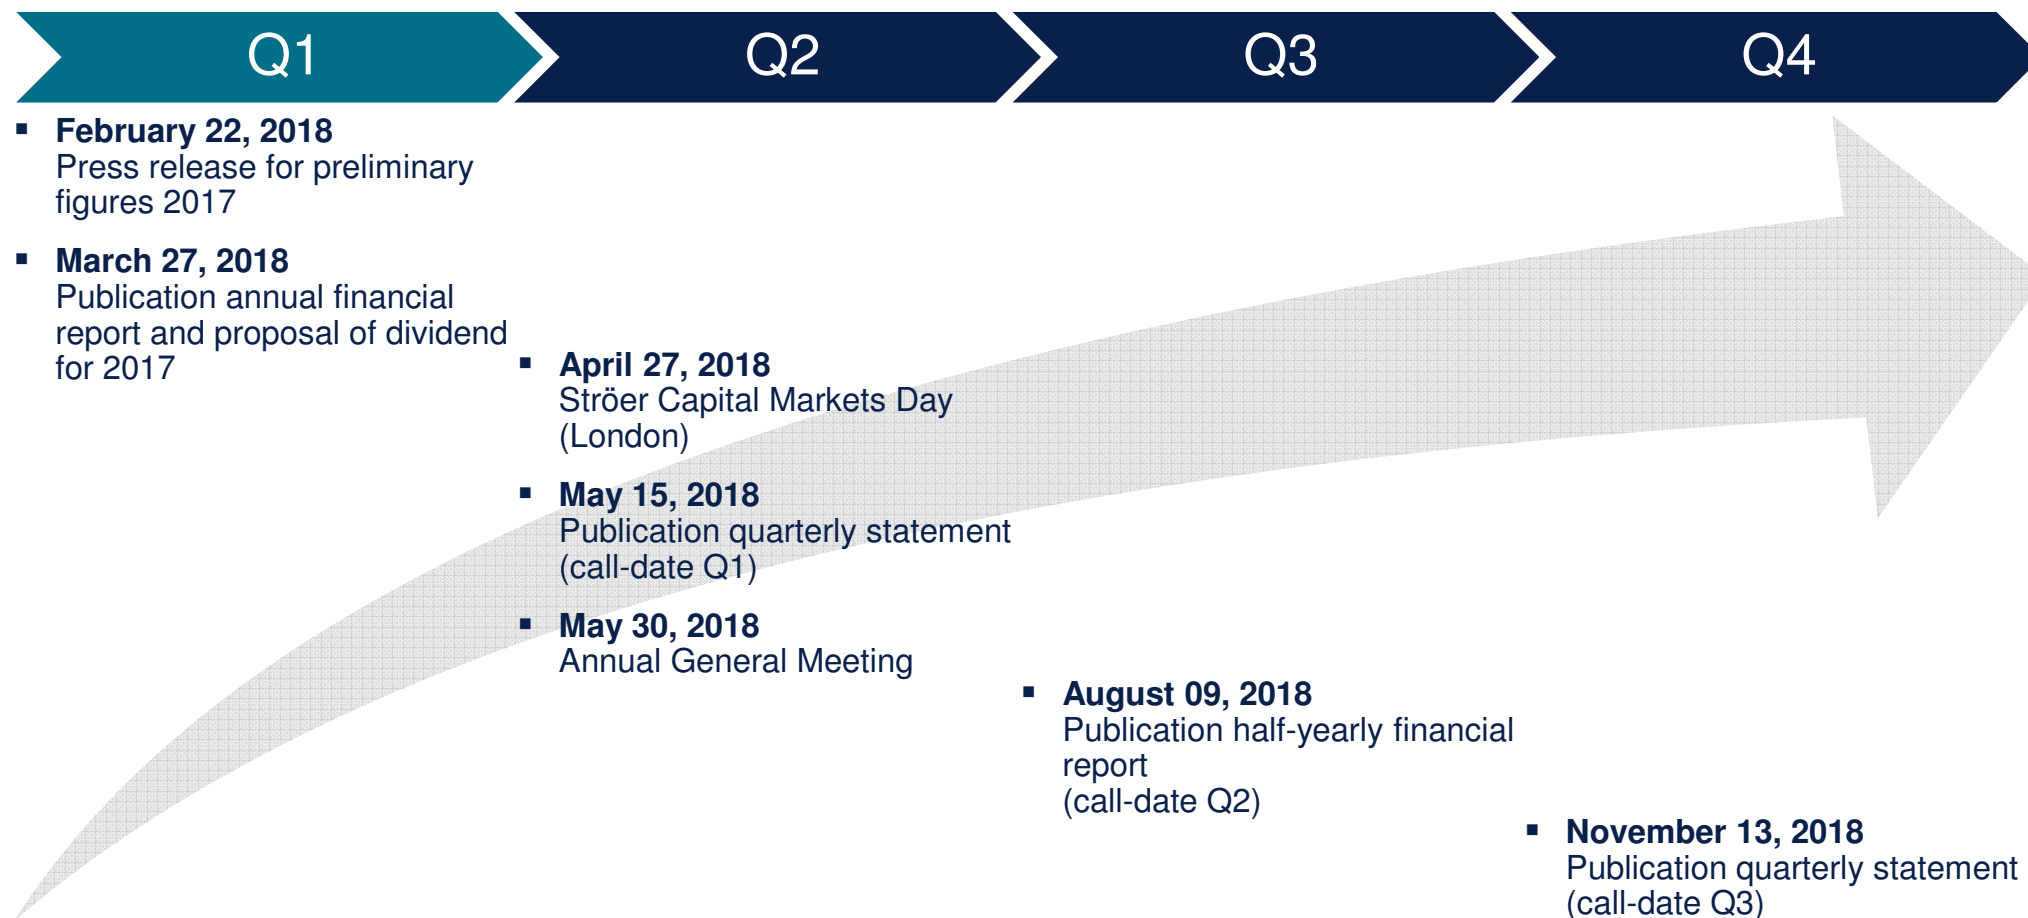 Q1
Q2
Q3
Q4
▪ February 22, 2018
Press release for preliminary
figures 2017
▪ March 27, 2018
Publication annual financial
report and proposal of dividend
for 2017
▪ April 27, 2018
Ströer Capital Markets Day
(London)
▪ May 15, 2018
Publication quarterly statement
(call-date Q1)
▪ May 30, 2018
Annual General Meeting
▪ August 09, 2018
Publication half-yearly financial
report
(call-date Q2)
▪ November 13, 2018
Publication quarterly statement
(call-date Q3)